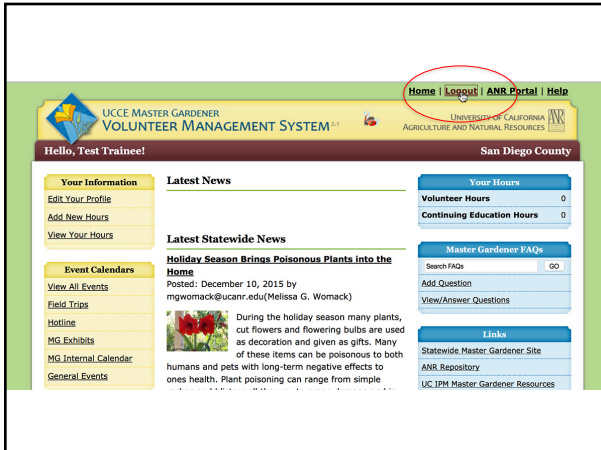 Home | Logout | ANR Portal | Help
UCCE MASTER GARDENER
VOLUNTEER MANAGEMENT SYSTEM2.1
UNIVERSITY OF CALIFORNIA
AGRICULTURE AND NATURAL RESOURCES
ANR
Hello, Test Trainee!
San Diego County
Your Information
Edit Your Profile
Add New Hours
View Your Hours
Event Calendars
View All Events
Field Trips
Hotline
MG Exhibits
MG Internal Calendar
General Events
Latest News
Latest Statewide News
Holiday Season Brings Poisonous Plants into the
Home
Posted: December 10, 2015 by
mgwomack@ucanr.edu(Melissa G. Womack)
During the holiday season many plants,
cut flowers and flowering bulbs are used
as decoration and given as gifts. Many
of these items can be poisonous to both
humans and pets with long-term negative effects to
ones health. Plant poisoning can range from simple
Your Hours
Volunteer Hours 0
Continuing Education Hours 0
Master Gardener FAQs
Search FAQs GO
Add Question
View/Answer Questions
Links
Statewide Master Gardener Site
ANR Repository
UC IPM Master Gardener Resources